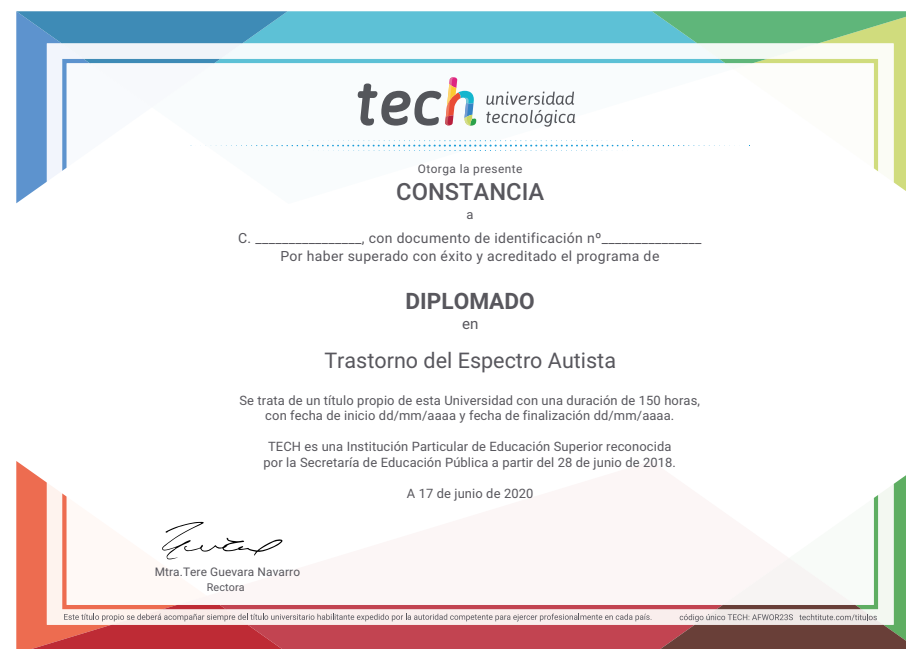 tech universidad
tecnológica
Otorga la presente
CONSTANCIA
a
C. ________________, con documento de identificación nº_______________
Por haber superado con éxito y acreditado el programa de
DIPLOMADO
en
Trastorno del Espectro Autista
Se trata de un título propio de esta Universidad con una duración de 150 horas,
con fecha de inicio dd/mm/aaaa y fecha de finalización dd/mm/aaaa.
TECH es una Institución Particular de Educación Superior reconocida
por la Secretaría de Educación Pública a partir del 28 de junio de 2018.
A 17 de junio de 2020
Mtra.Tere Guevara Navarro
Rectora
Este título propio se deberá acompañar siempre del título universitario habilitante expedido por la autoridad competente para ejercer profesionalmente en cada país. código único TECH: AFWOR23S techtitute.com/titulos